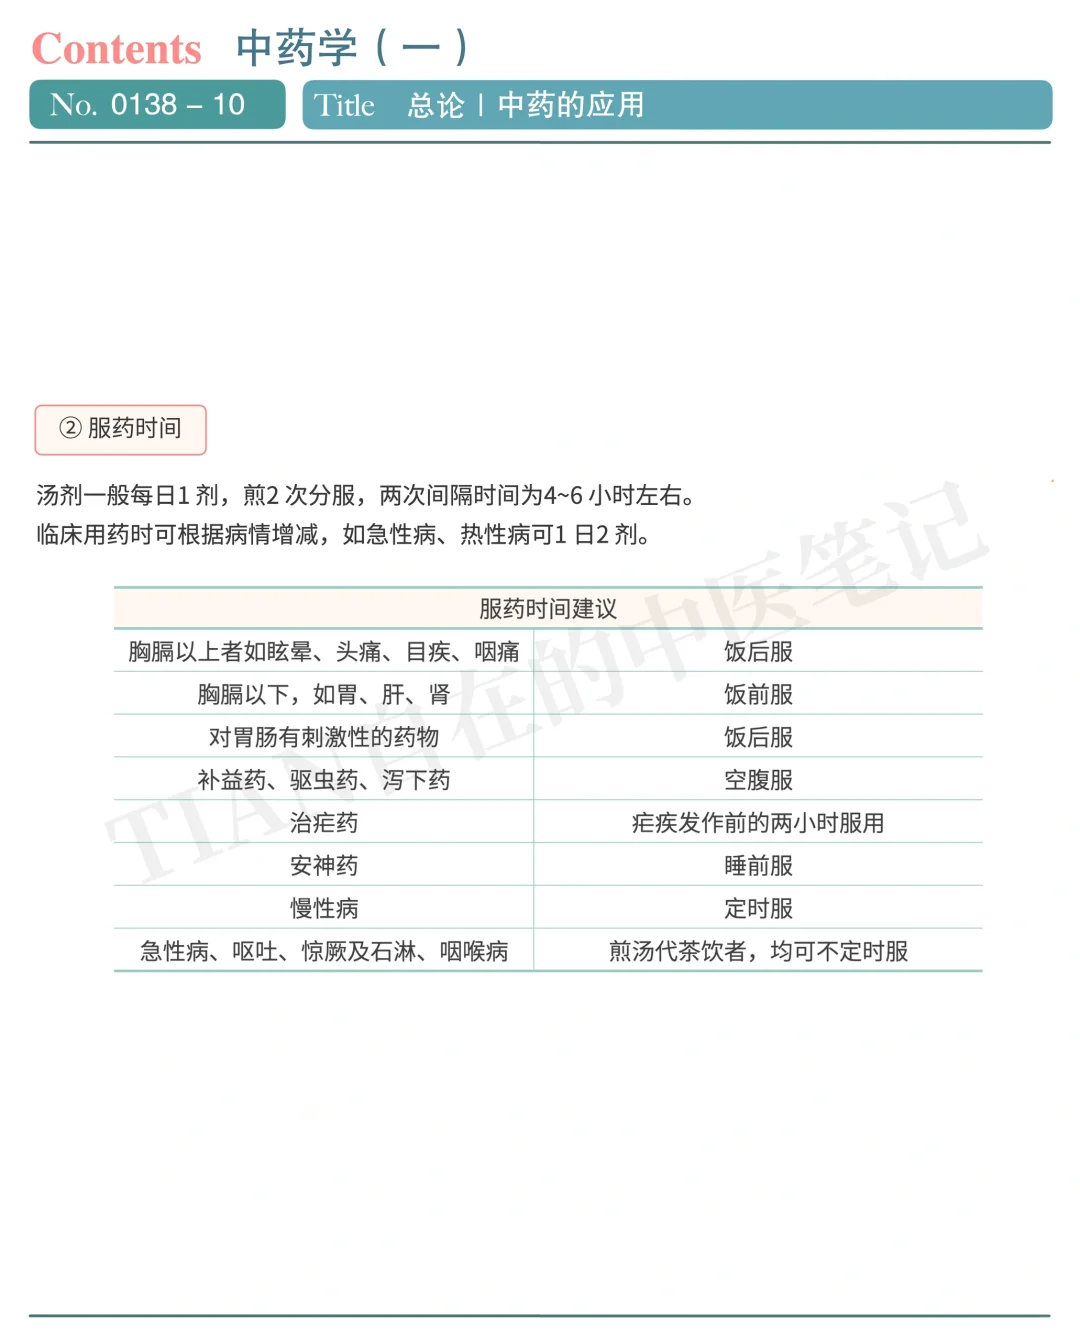 Contents 中药学（一）
No. 0138 – 10 Title 总论 | 中药的应用
② 服药时间
汤剂一般每日1 剂，煎2 次分服，两次间隔时间为4~6 小时左右。
临床用药时可根据病情增减，如急性病、热性病可1 日2 剂。
服药时间建议
胸膈以上者如眩晕、头痛、目疾、咽痛 饭后服
胸膈以下，如胃、肝、肾 饭前服
对胃肠有刺激性的药物 饭后服
补益药、驱虫药、泻下药 空腹服
治疟药 疟疾发作前的两小时服用
安神药 睡前服
慢性病 定时服
急性病、呕吐、惊厥及石淋、咽喉病 煎汤代茶饮者，均可不定时服
TIAN自在的中医笔记